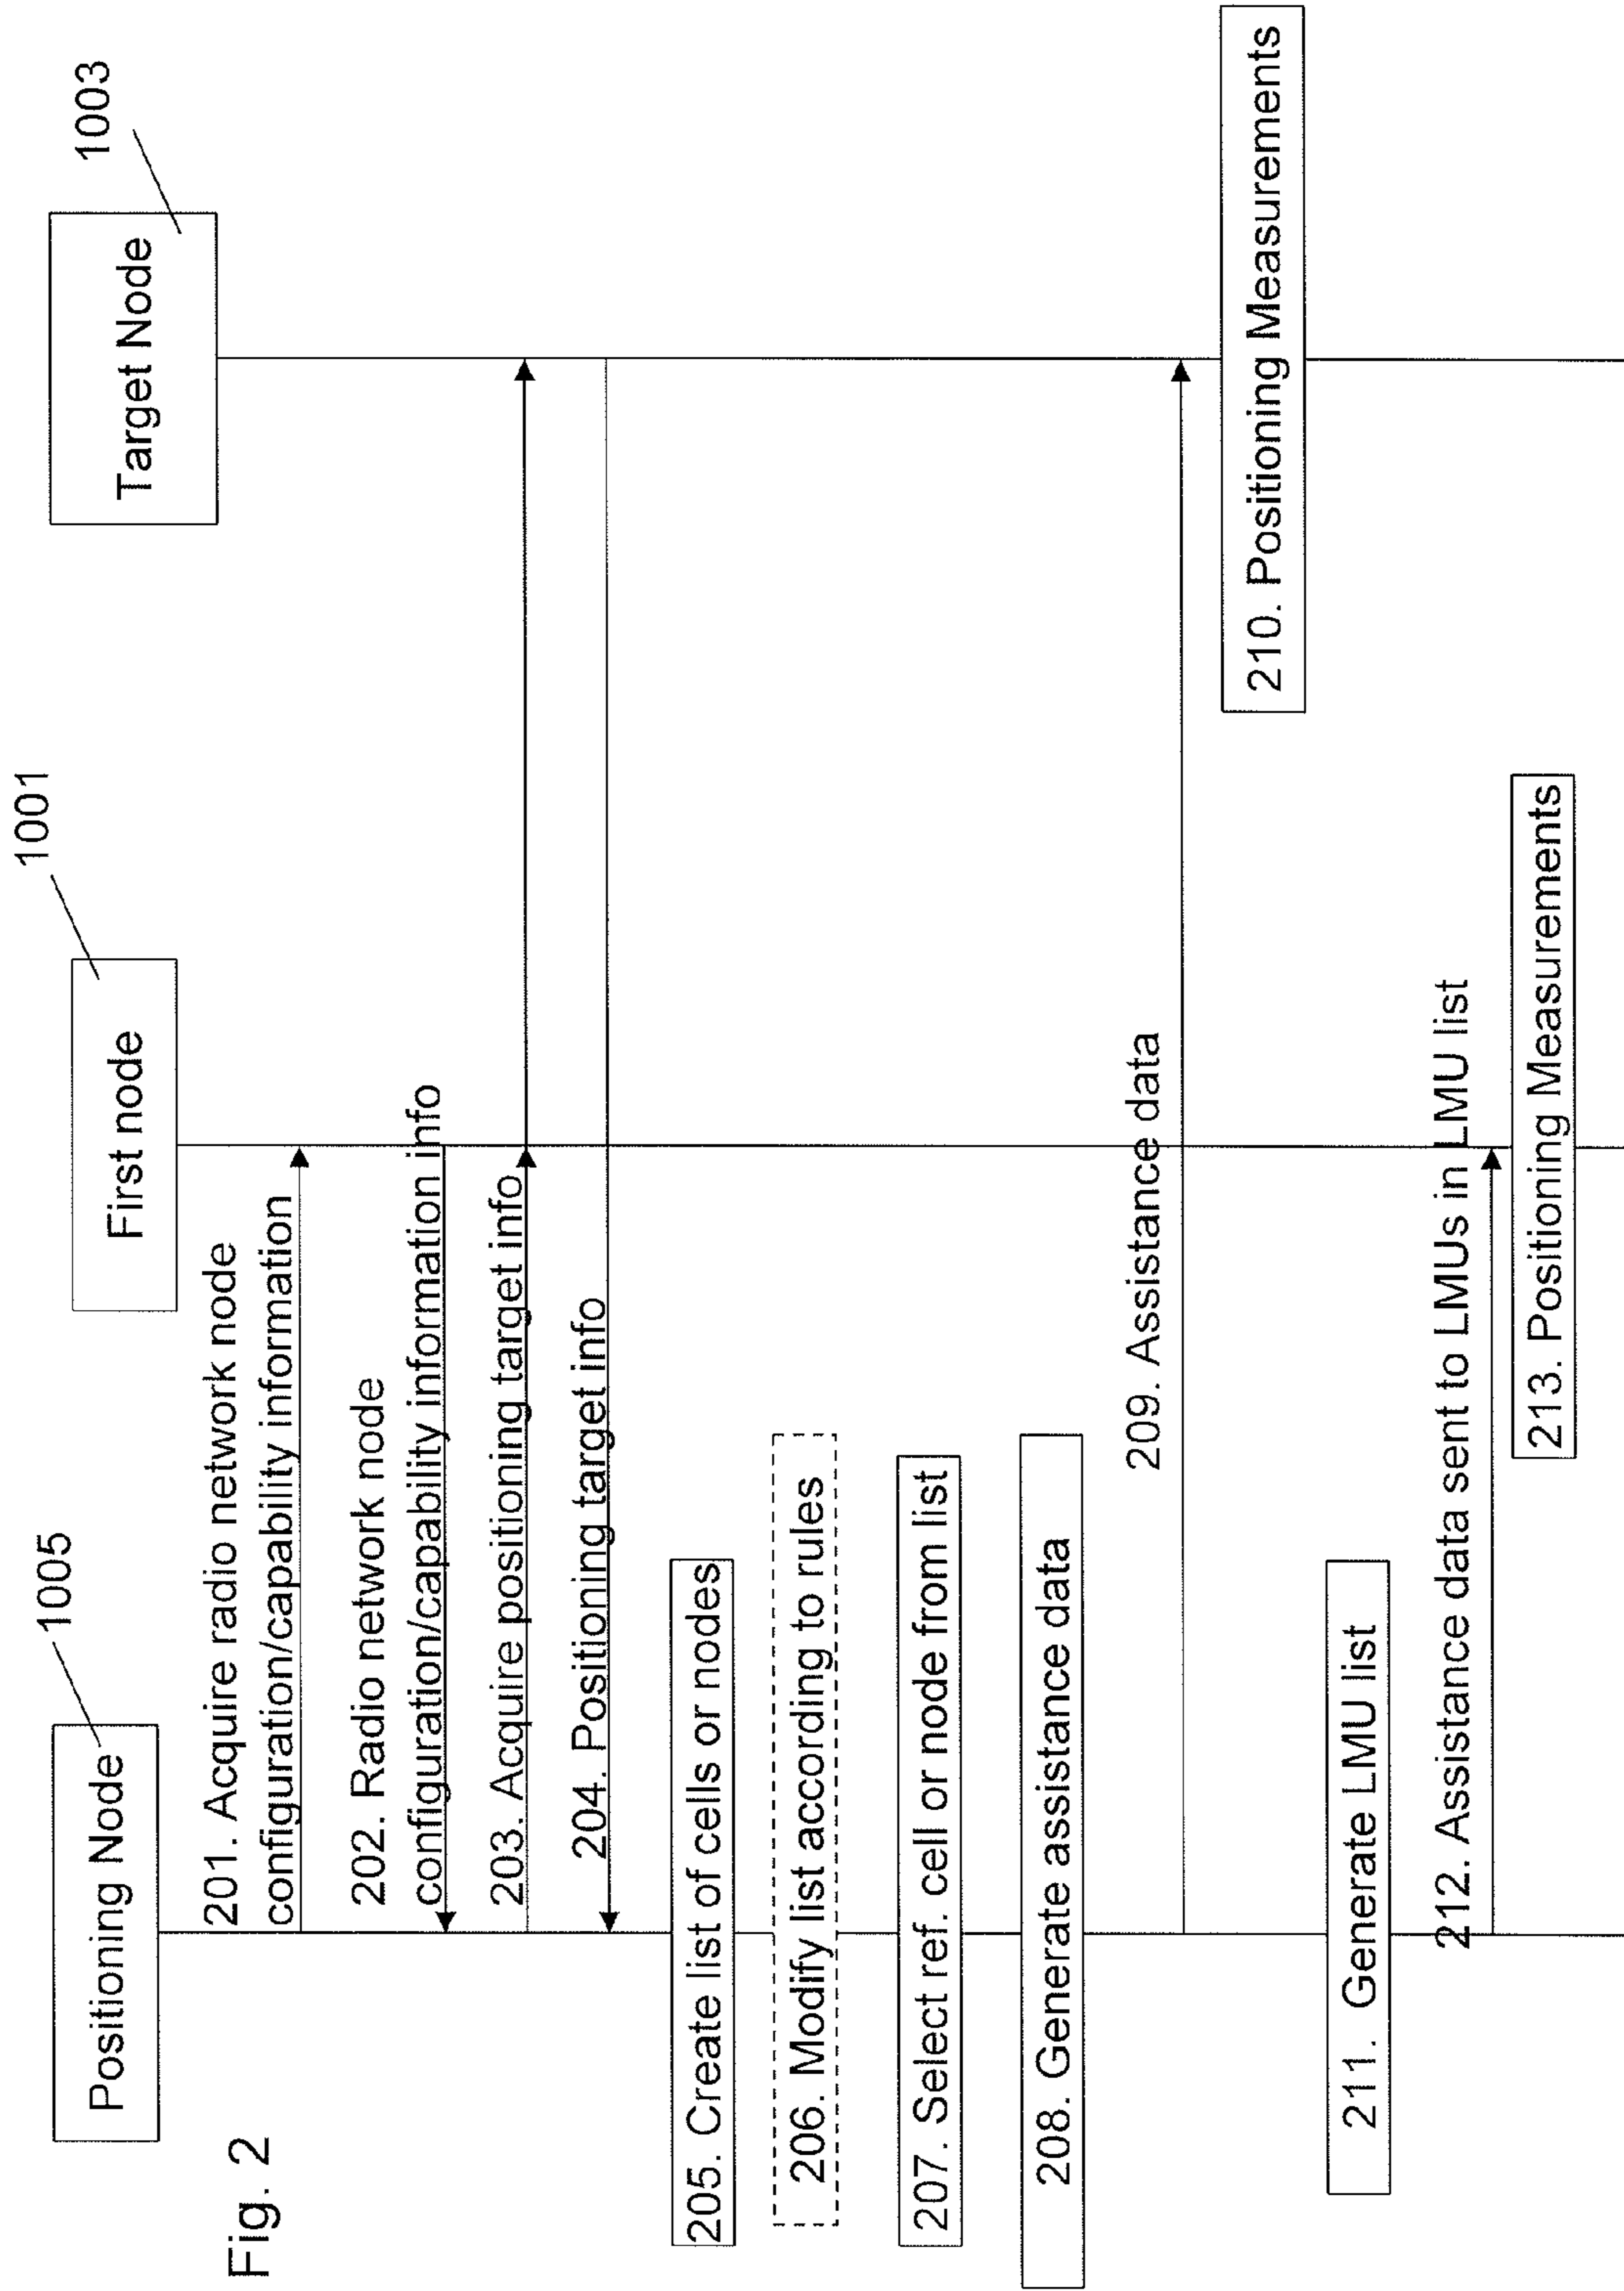 Fig. 2
1005
1001
1003
Positioning Node
First node
Target Node
201. Acquire radio network node
configuration/capability information
202. Radio network node
configuration/capability information info
203. Acquire positioning target info
204. Positioning target info
205. Create list of cells or nodes
206. Modify list according to rules
207. Select ref. cell or node from list
208. Generate assistance data
209. Assistance data
210. Positioning Measurements
211. Generate LMU list
212. Assistance data sent to LMUs in LMU list
213. Positioning Measurements